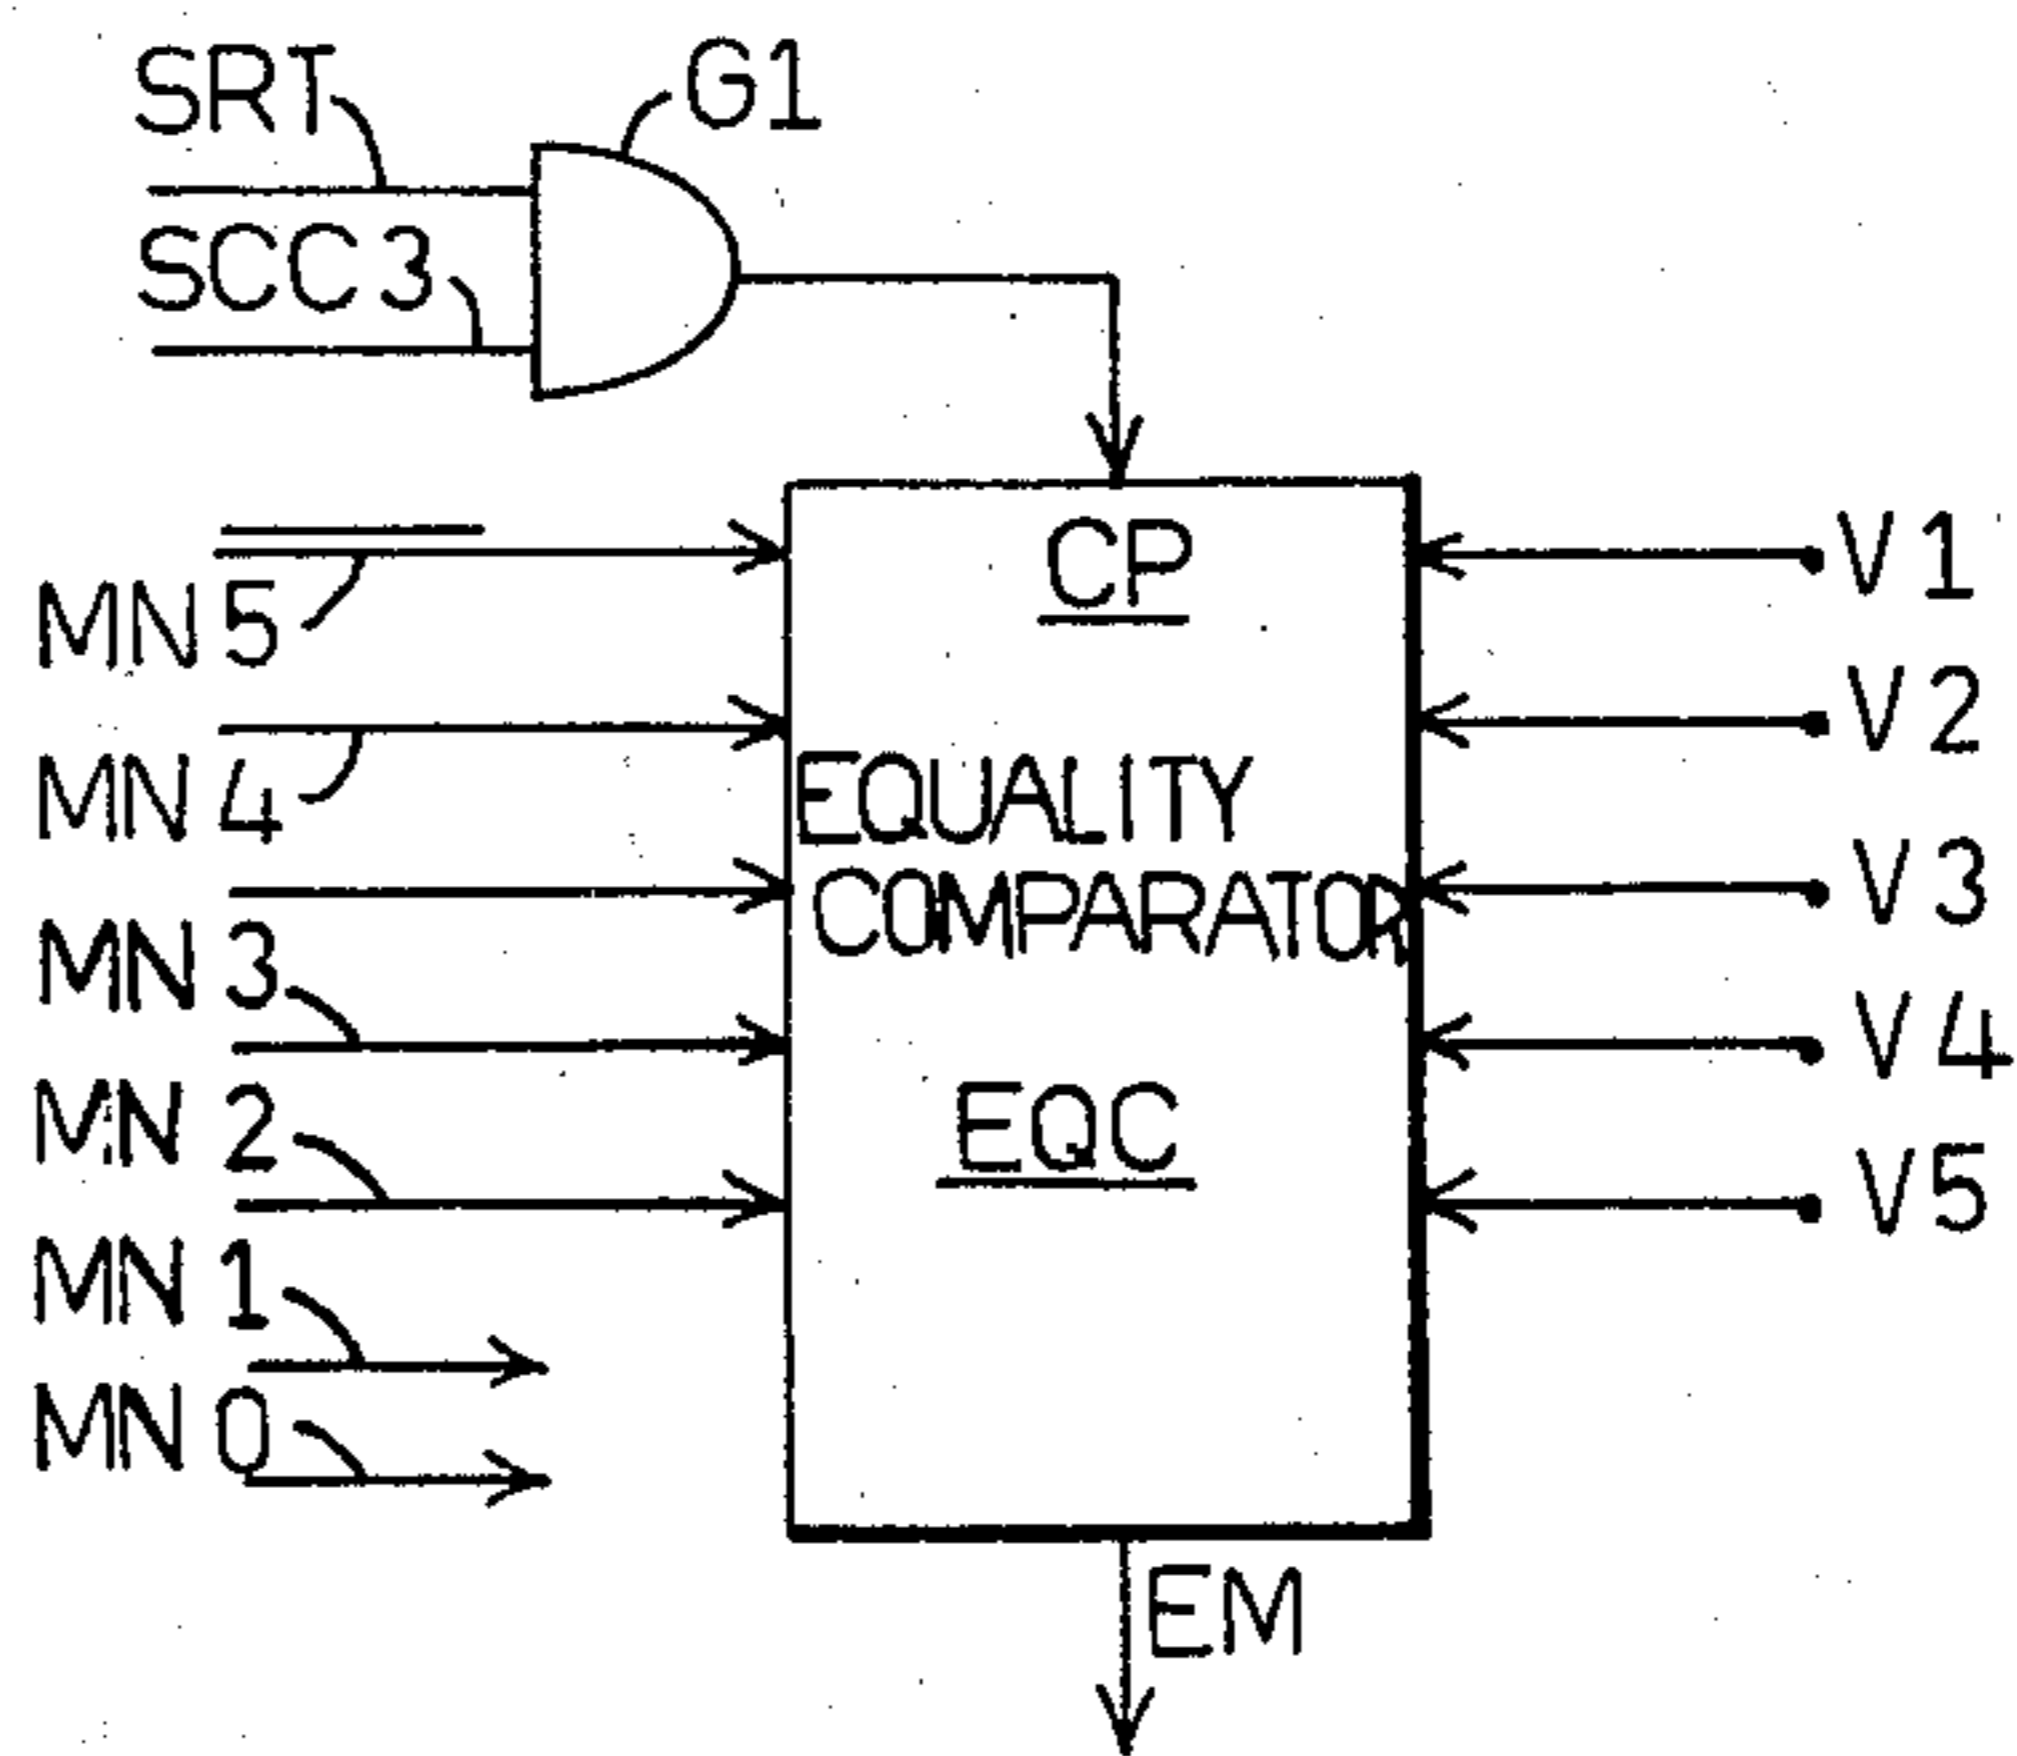 SRT
G1
SCC3
CP
MN5
MN4
MN3
MN2
MN1
MN0
EQUALITY
COMPARATOR
EQC
V1
V2
V3
V4
V5
EM